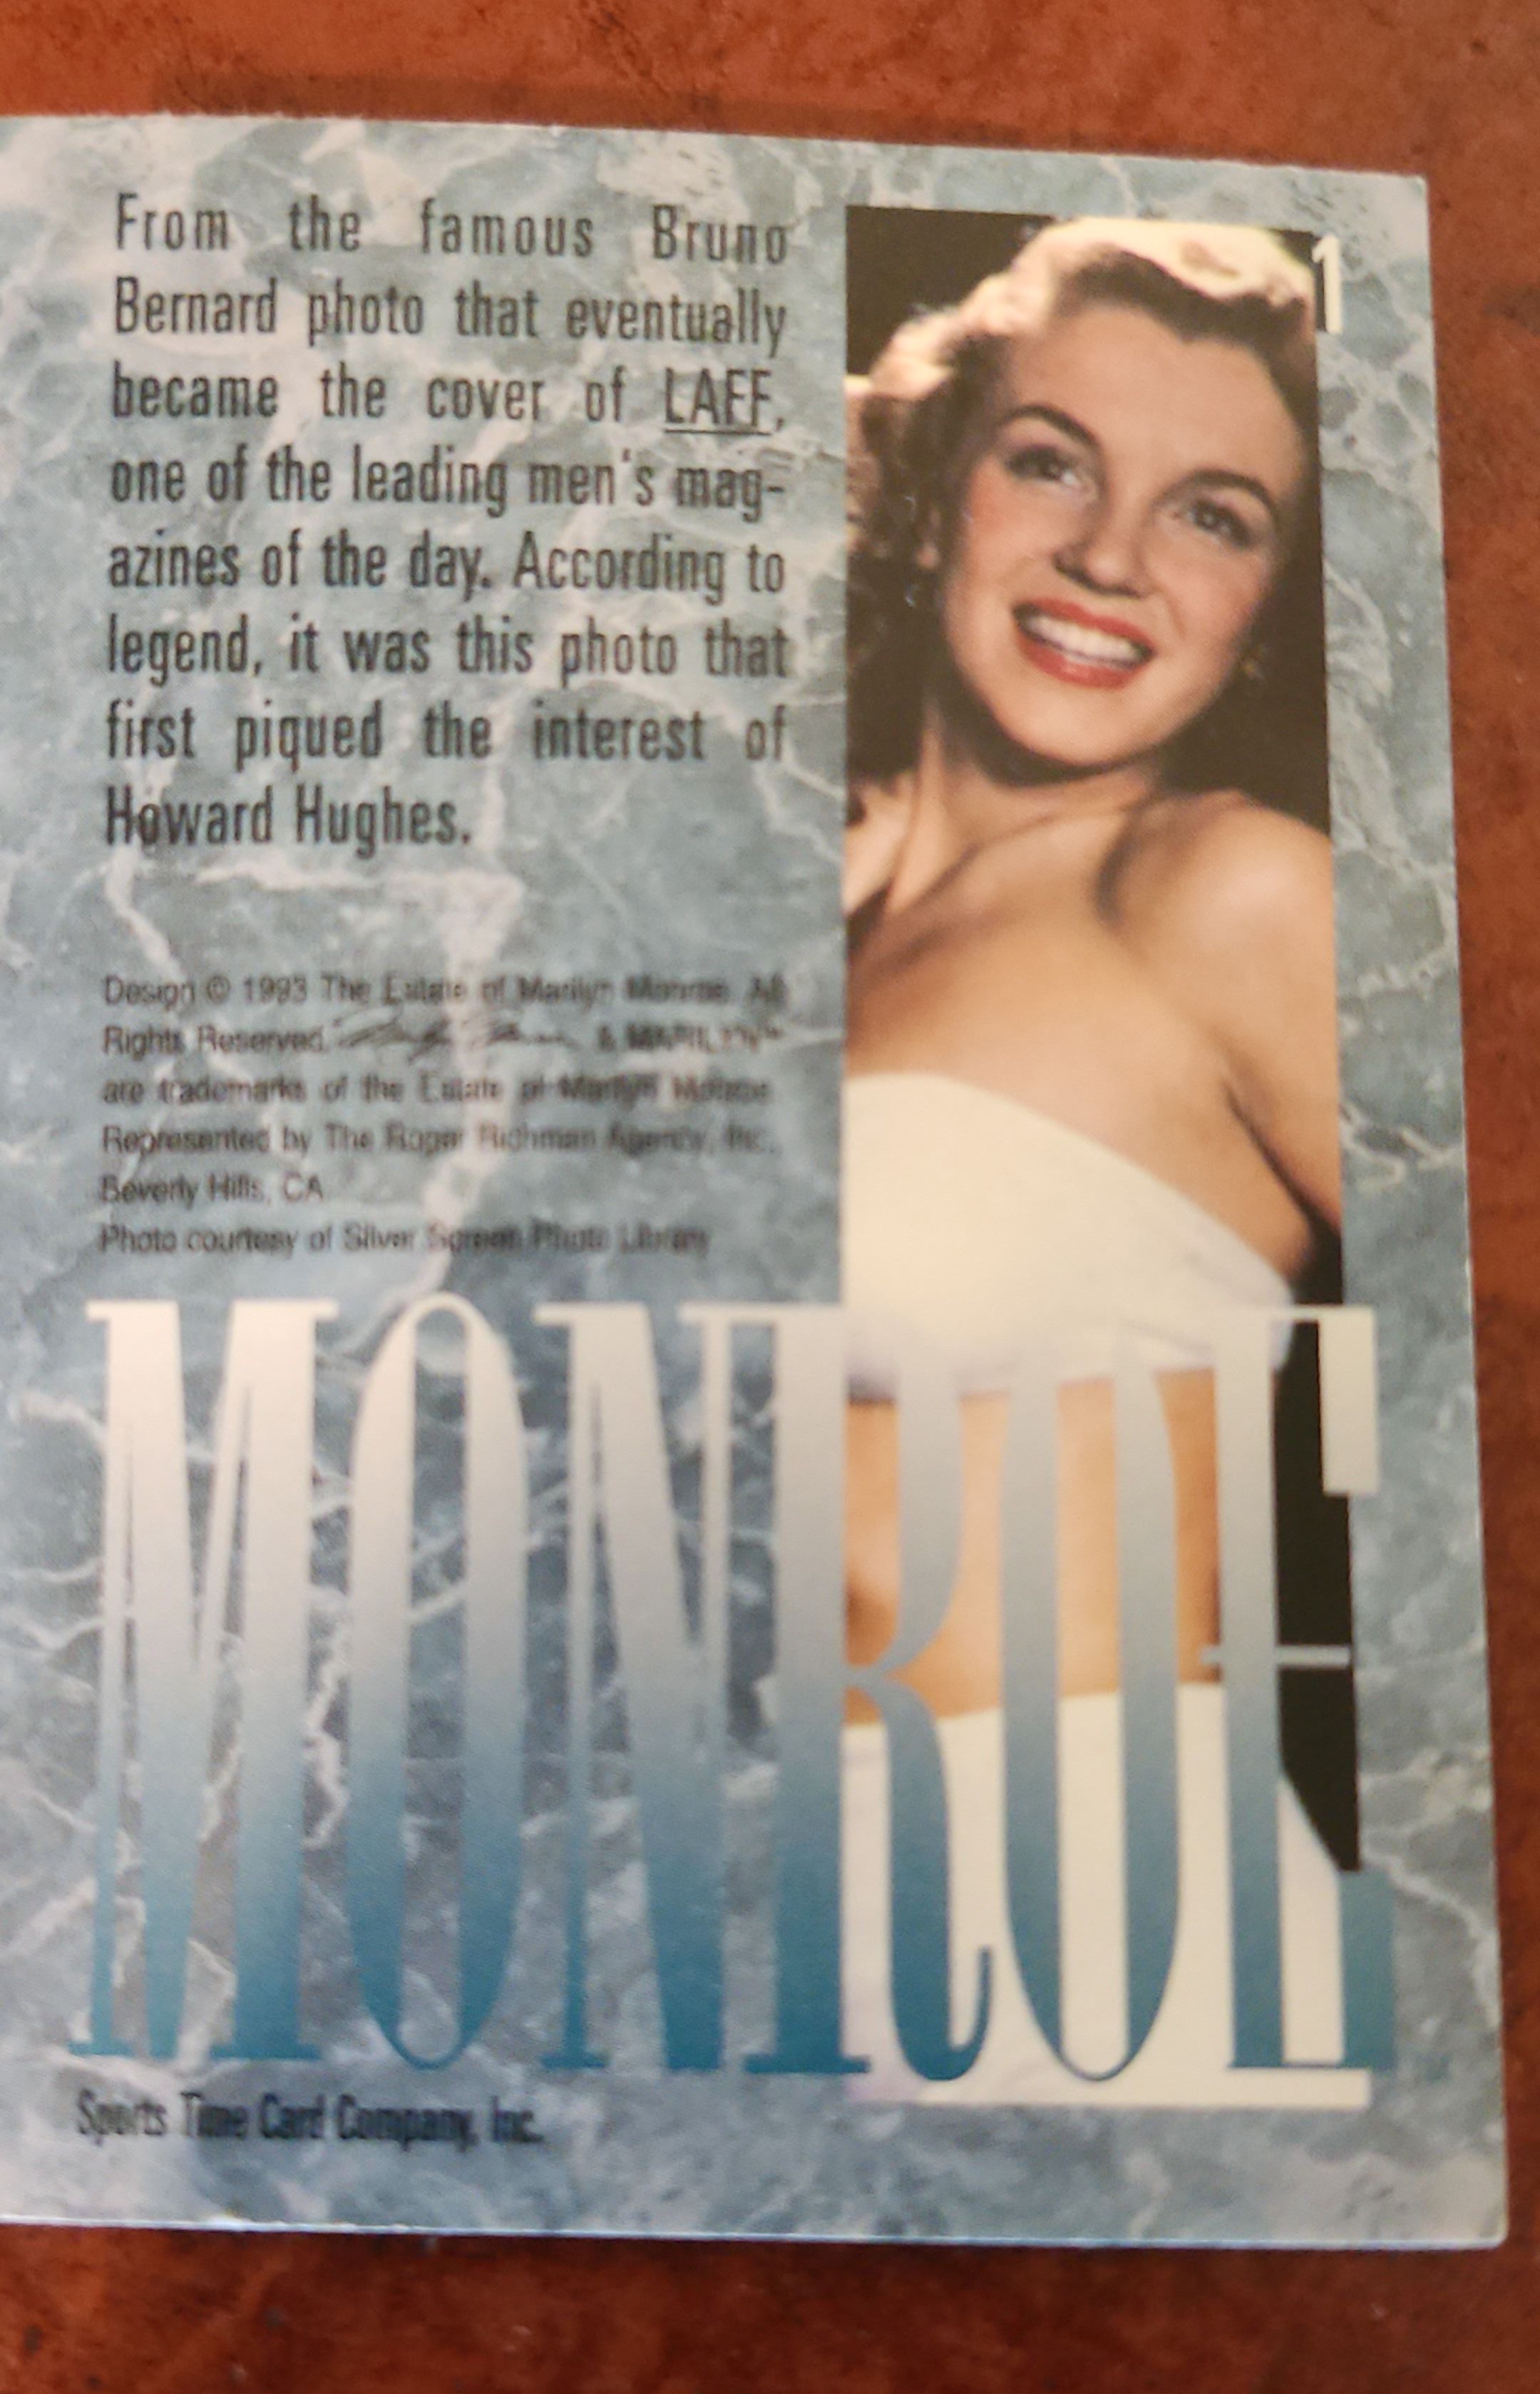 From the famous Bruno
Bernard photo that eventually
became the cover of LAFF,
one of the leading men's mag-
azines of the day. According to
legend, it was this photo that
first piqued the interest of
Howard Hughes.
1
Design © 1993 The Estate of Marilyn Monroe. All
Rights Reserved. & MARILYN™
are trademarks of the Estate of Marilyn Monroe
Represented by The Roger Richman Agency, Inc.,
Beverly Hills, CA
Photo courtesy of Silver Screen Photo Library
MONROE
Sports Time Card Company, Inc.